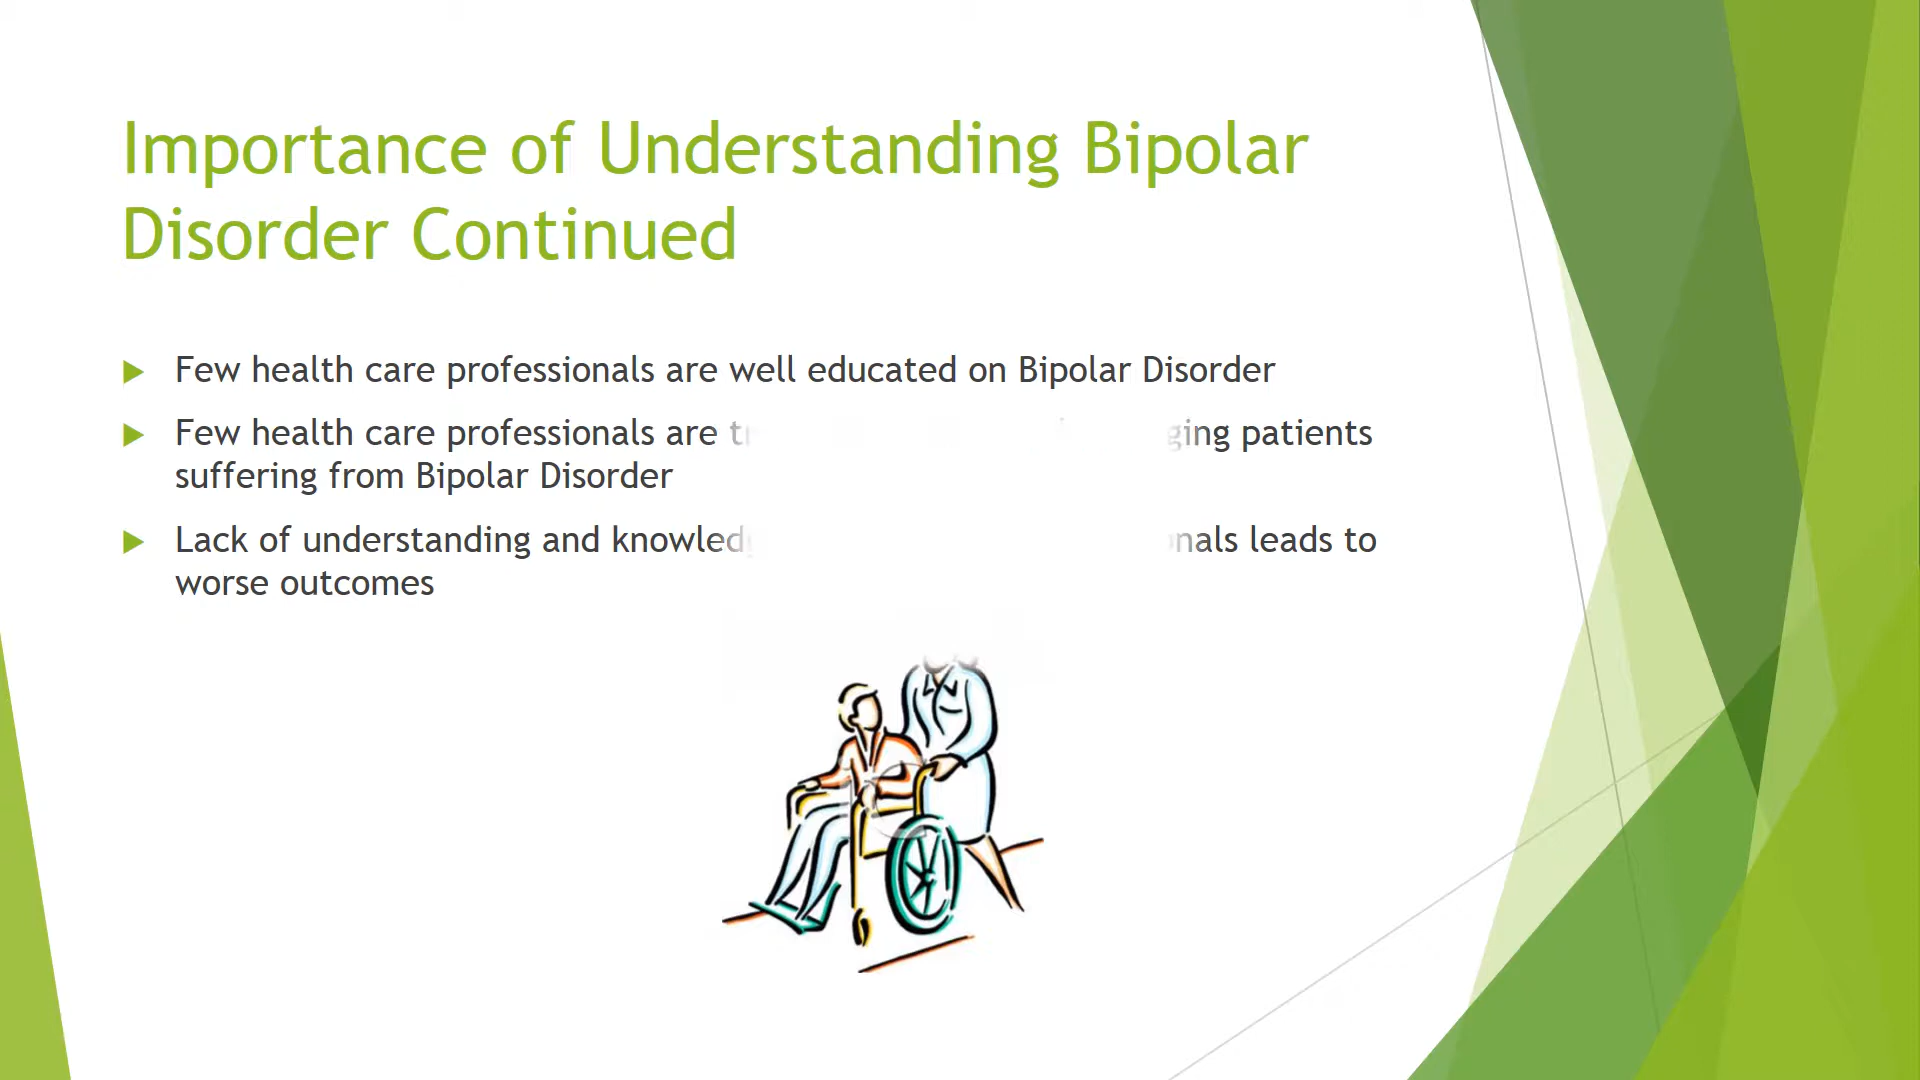 Importance of Understanding Bipolar
Disorder Continued
Few health care professionals are well educated on Bipolar Disorder
Few health care professionals are patients
suffering from Bipolar Disorder
Lack of understanding and leads to
worse outcomes